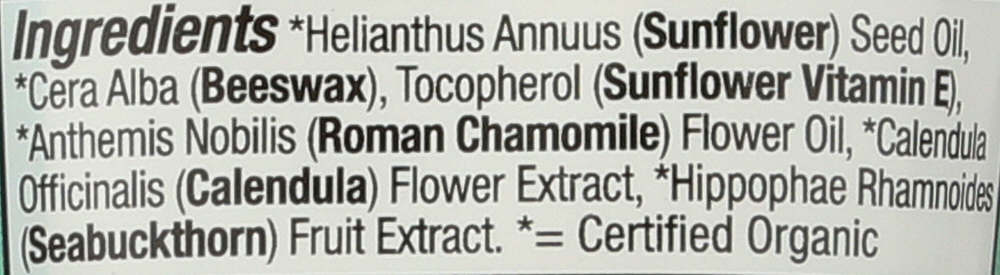 Ingredients *Helianthus Annuus (Sunflower) Seed Oil,
*Cera Alba (Beeswax), Tocopherol (Sunflower Vitamin E),
*Anthemis Nobilis (Roman Chamomile) Flower Oil, *Calendula
Officinalis (Calendula) Flower Extract, *Hippophae Rhamnoides
(Seabuckthorn) Fruit Extract. *= Certified Organic